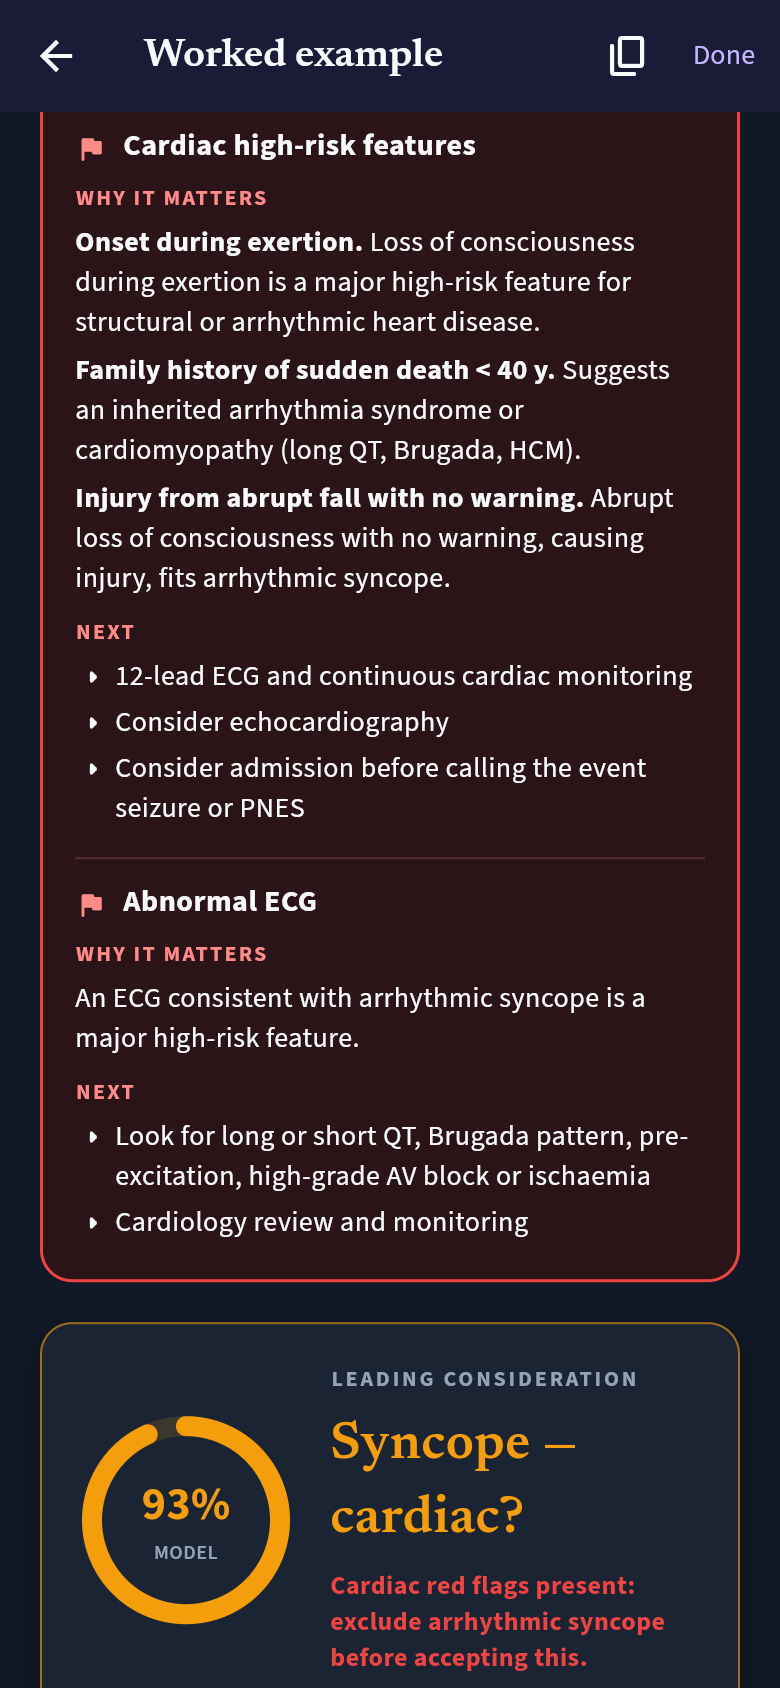 Worked example
Done
Cardiac high-risk features
WHY IT MATTERS
Onset during exertion. Loss of consciousness
during exertion is a major high-risk feature for
structural or arrhythmic heart disease.
Family history of sudden death < 40 y. Suggests
an inherited arrhythmia syndrome or
cardiomyopathy (long QT, Brugada, HCM).
Injury from abrupt fall with no warning. Abrupt
loss of consciousness with no warning, causing
injury, fits arrhythmic syncope.
NEXT
12-lead ECG and continuous cardiac monitoring
Consider echocardiography
Consider admission before calling the event
seizure or PNES
Abnormal ECG
WHY IT MATTERS
An ECG consistent with arrhythmic syncope is a
major high-risk feature.
NEXT
Look for long or short QT, Brugada pattern, pre-
excitation, high-grade AV block or ischaemia
Cardiology review and monitoring
LEADING CONSIDERATION
Syncope –
cardiac?
93%
MODEL
Cardiac red flags present:
exclude arrhythmic syncope
before accepting this.